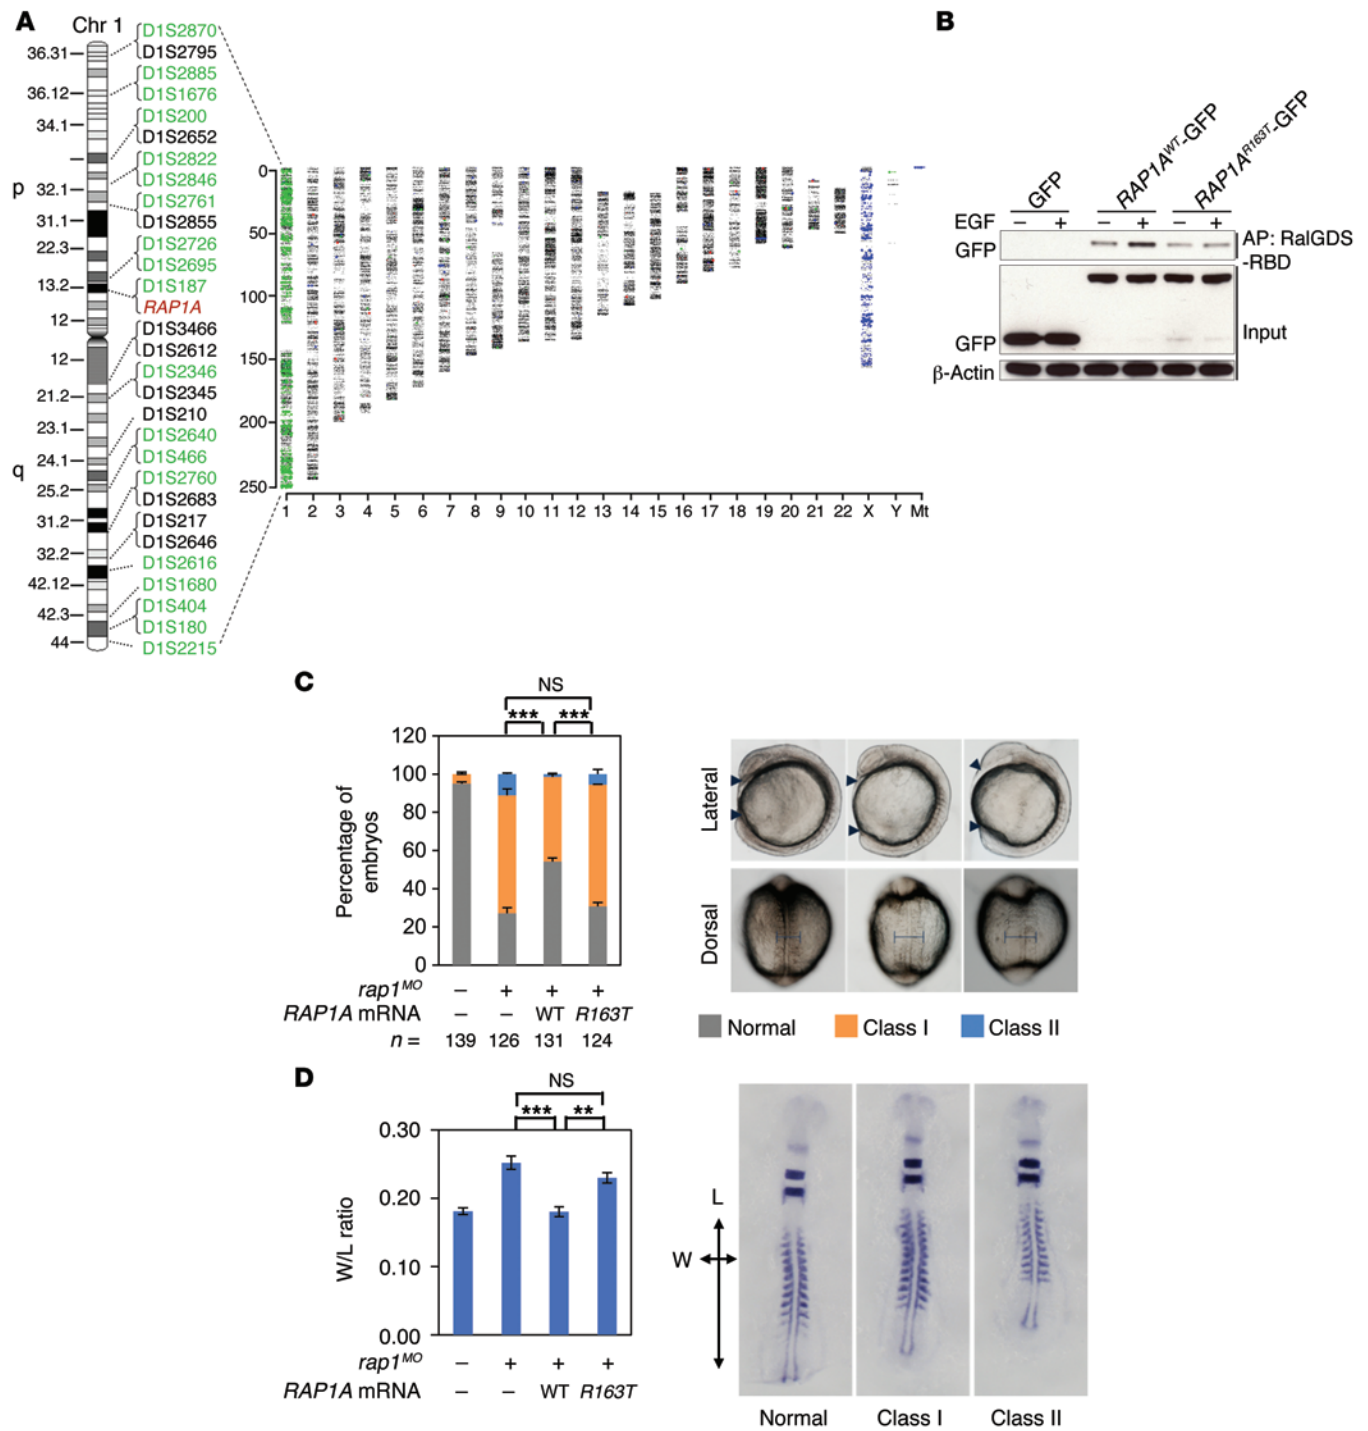 A
Chr 1
36.31
36.12
34.1
p
32.1
31.1
22.3
13.2
12
12
21.2
23.1
24.1
q
25.2
31.2
32.2
42.12
42.3
44
D1S2870
D1S2795
D1S2885
D1S1676
D1S200
D1S2652
D1S2822
D1S2846
D1S2761
D1S2855
D1S2726
D1S2695
D1S187
RAP1A
D1S3466
D1S2612
D1S2346
D1S2345
D1S210
D1S2640
D1S466
D1S2760
D1S2683
D1S217
D1S2646
D1S2616
D1S1680
D1S404
D1S180
D1S2215
0
50
100
150
200
250
1 2 3 4 5 6 7 8 9 10 11 12 13 14 15 16 17 18 19 20 21 22 X Y Mt
B
GFP RAP1A^WT-GFP RAP1A^R163T-GFP
EGF − + − + − +
GFP AP: RalGDS
-RBD
GFP Input
β-Actin
C
NS
*** ***
120
100
80
60
40
20
0
Percentage of
embryos
rap1^MO − + + +
RAP1A mRNA − − WT R163T
n = 139 126 131 124
Lateral
Dorsal
Normal Class I Class II
D
NS
*** **
0.30
0.20
0.10
0.00
W/L ratio
rap1^MO − + + +
RAP1A mRNA − − WT R163T
L
W
Normal Class I Class II